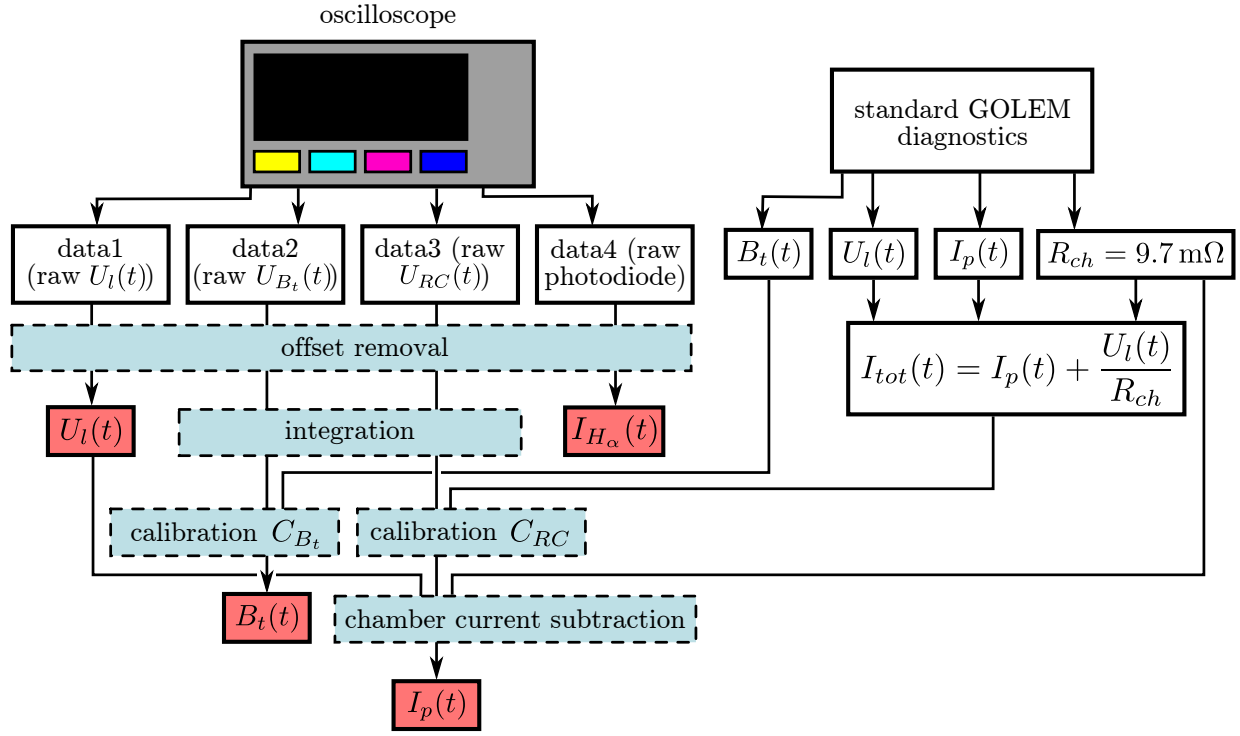 oscilloscope
standard GOLEM
diagnostics
data1
(raw U_l(t))
data2
(raw U_{B_t}(t))
data3 (raw
U_{RC}(t))
data4 (raw
photodiode)
B_t(t)
U_l(t)
I_p(t)
R_{ch} = 9.7 mΩ
offset removal
I_{tot}(t) = I_p(t) + \frac{U_l(t)}{R_{ch}}
U_l(t)
integration
I_{H_α}(t)
calibration C_{B_t}
calibration C_{RC}
B_t(t)
chamber current subtraction
I_p(t)